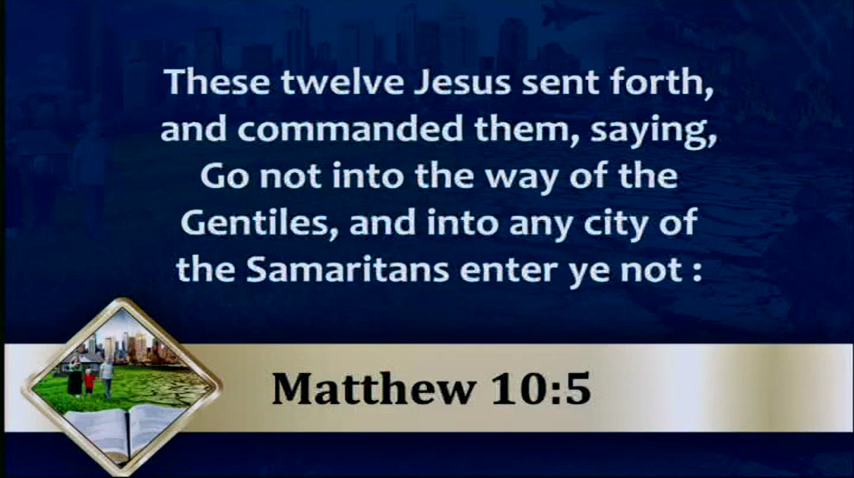 These twelve Jesus sent forth,
and commanded them, saying,
Go not into the way of the
Gentiles, and into any city of
the Samaritans enter ye not :
Matthew 10:5